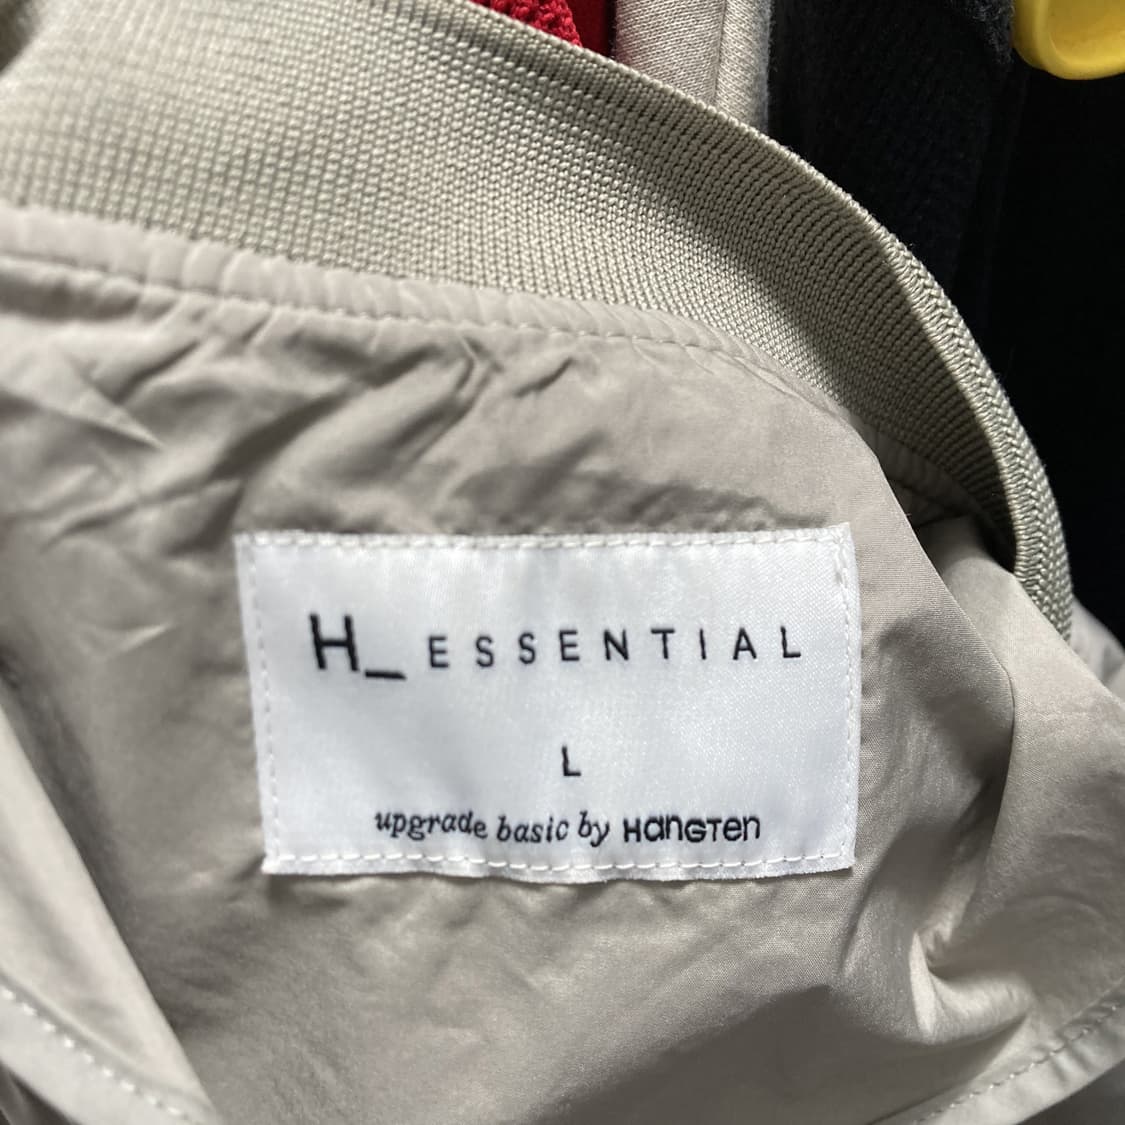 H_ ESSENTIAL
L
upgrade basic by HanGTen